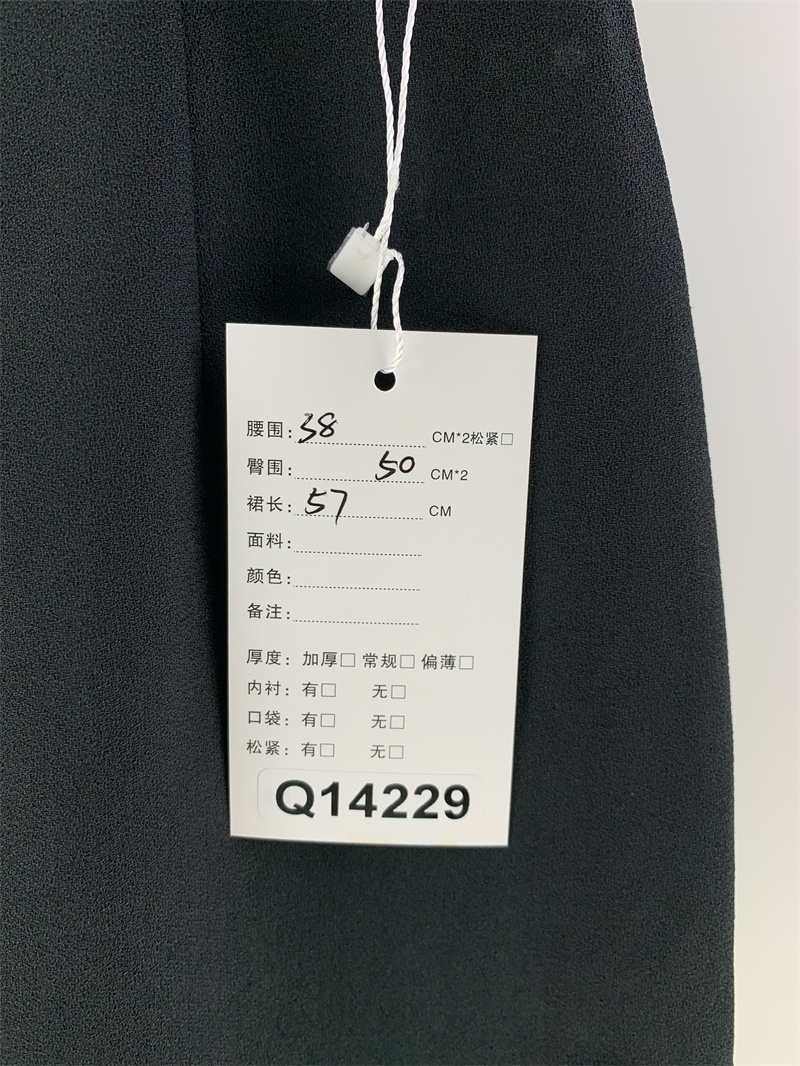 腰围: 38 CM*2松紧□
臀围: 50 CM*2
裙长: 57 CM
面料:
颜色:
备注:
厚度: 加厚□ 常规□ 偏薄□
内衬: 有□ 无□
口袋: 有□ 无□
松紧: 有□ 无□
Q14229